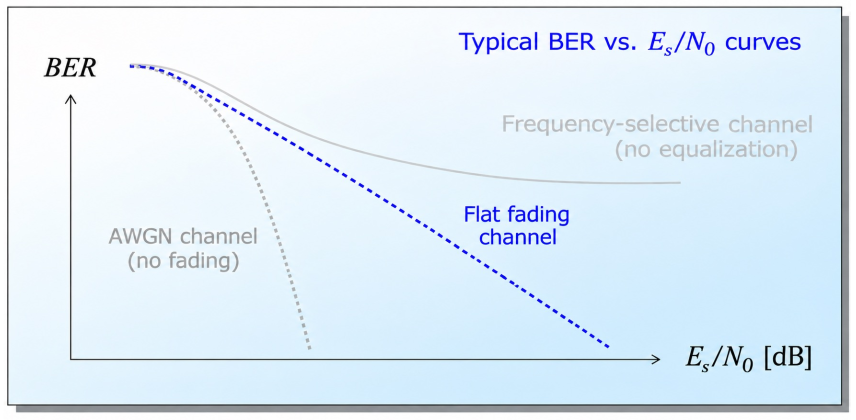 Typical BER vs. Es/N0 curves
BER
Frequency-selective channel
(no equalization)
Flat fading
channel
AWGN channel
(no fading)
Es/N0 [dB]